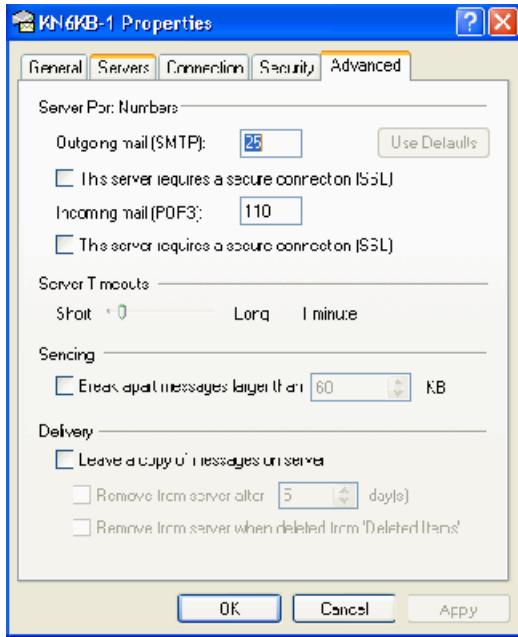 KN6KB-1 Properties
General Servers Connection Security Advanced
Server Port Numbers
Outgoing mail (SMTP): 25 Use Defaults
This server requires a secure connection (SSL)
Incoming mail (POP3): 110
This server requires a secure connection (SSL)
Server Timeouts
Short Long 1 minute
Sending
Break apart messages larger than 60 KB
Delivery
Leave a copy of messages on server
Remove from server after 5 day(s)
Remove from server when deleted from 'Deleted Items'
OK Cancel Apply